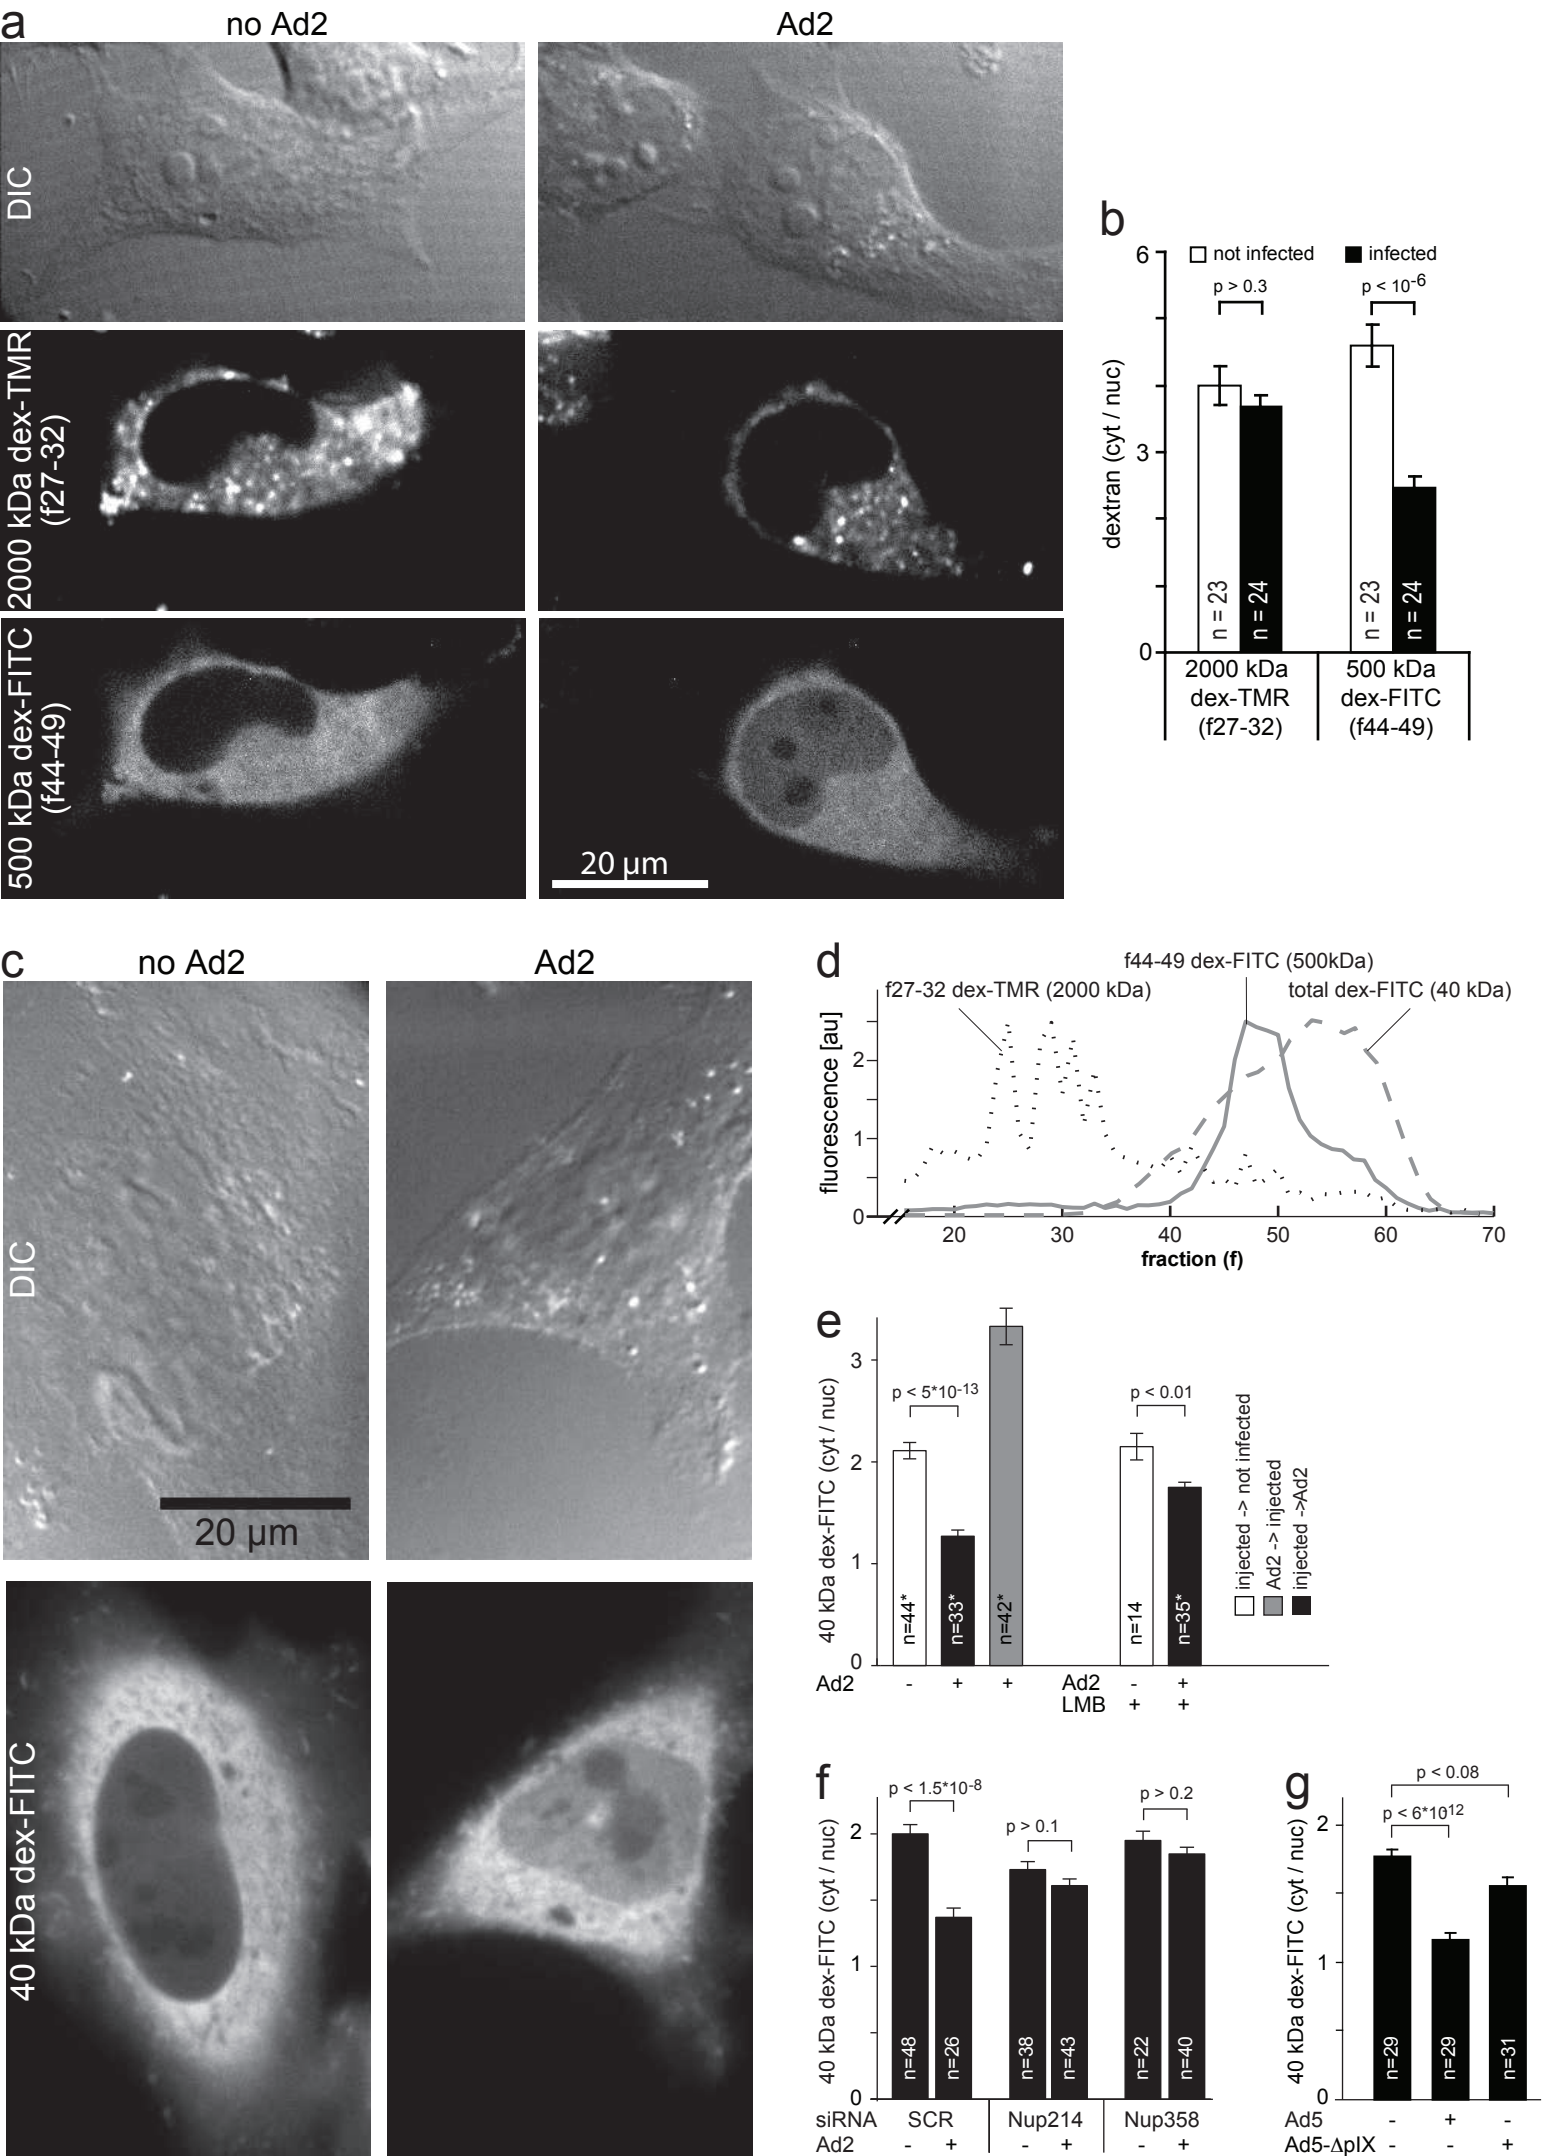 a
no Ad2
Ad2
DIC
2000 kDa dex-TMR
(f27-32)
500 kDa dex-FITC
(f44-49)
20 µm
b
6
not infected
infected
p > 0.3
p < 10-6
dextran (cyt / nuc)
3
n = 23
n = 24
n = 23
n = 24
0
2000 kDa
dex-TMR
(f27-32)
500 kDa
dex-FITC
(f44-49)
c
no Ad2
Ad2
DIC
20 µm
40 kDa dex-FITC
d
f44-49 dex-FITC (500kDa)
f27-32 dex-TMR (2000 kDa)
total dex-FITC (40 kDa)
fluorescence [au]
2
1
0
20 30 40 50 60 70
fraction (f)
e
3
p < 5*10-13
p < 0.01
40 kDa dex-FITC (cyt / nuc)
2
1
n=44*
n=33*
n=42*
n=14
n=35*
injected -> not infected
Ad2 -> injected
injected ->Ad2
0
Ad2 - + +
Ad2 - +
LMB + +
f
p < 1.5*10-8
p > 0.1
p > 0.2
40 kDa dex-FITC (cyt / nuc)
2
1
n=48
n=26
n=38
n=43
n=22
n=40
0
siRNA SCR Nup214 Nup358
Ad2 - + - + - +
g
p < 0.08
p < 6*10-12
40 kDa dex-FITC (cyt / nuc)
2
1
n=29
n=29
n=31
0
Ad5 - + -
Ad5-ΔpIX - - +